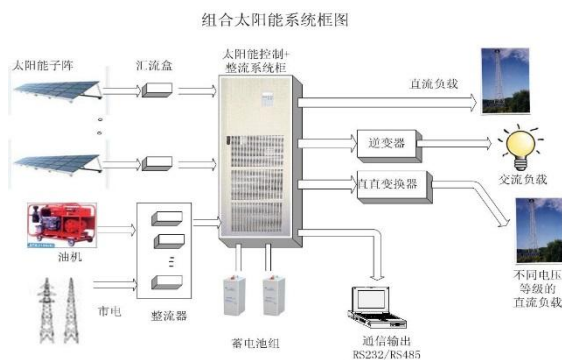 组合太阳能系统框图
太阳能子阵
汇流盒
太阳能控制+
整流系统柜
直流负载
逆变器
交流负载
直直变换器
油机
市电
整流器
蓄电池组
通信输出
RS232/RS485
不同电压
等级的
直流负载